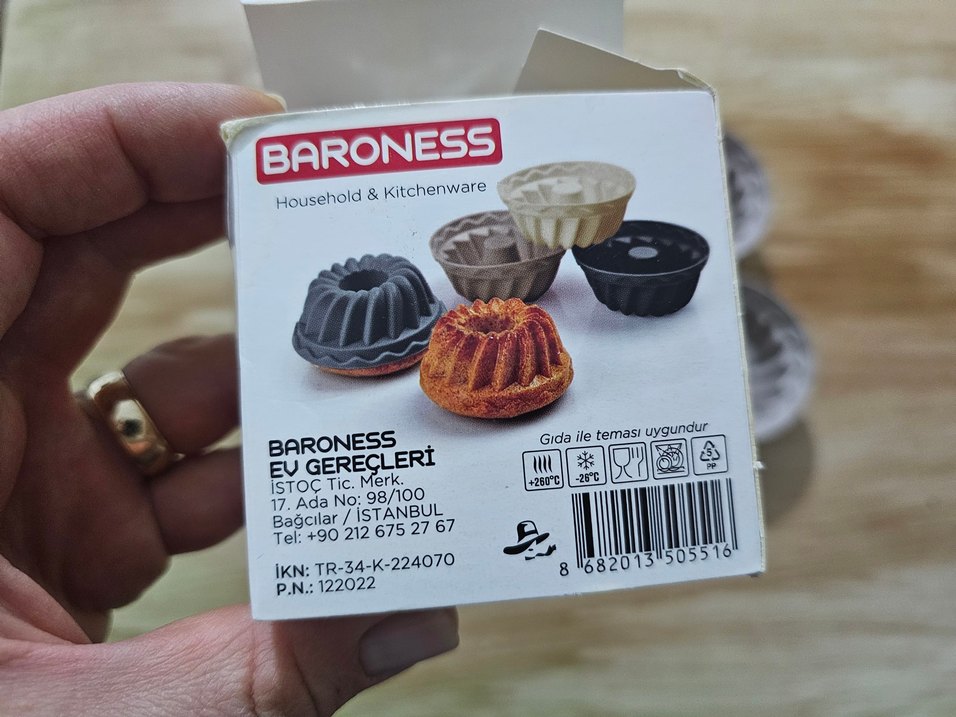 BARONESS
Household & Kitchenware
BARONESS
EV GEREÇLERİ
İSTOÇ Tic. Merk.
17. Ada No: 98/100
Bağcılar / İSTANBUL
Tel: +90 212 675 27 67
İKN: TR-34-K-224070
P.N.: 122022
Gıda ile teması uygundur
+260°C
-26°C
5
PP
8 682013 505516